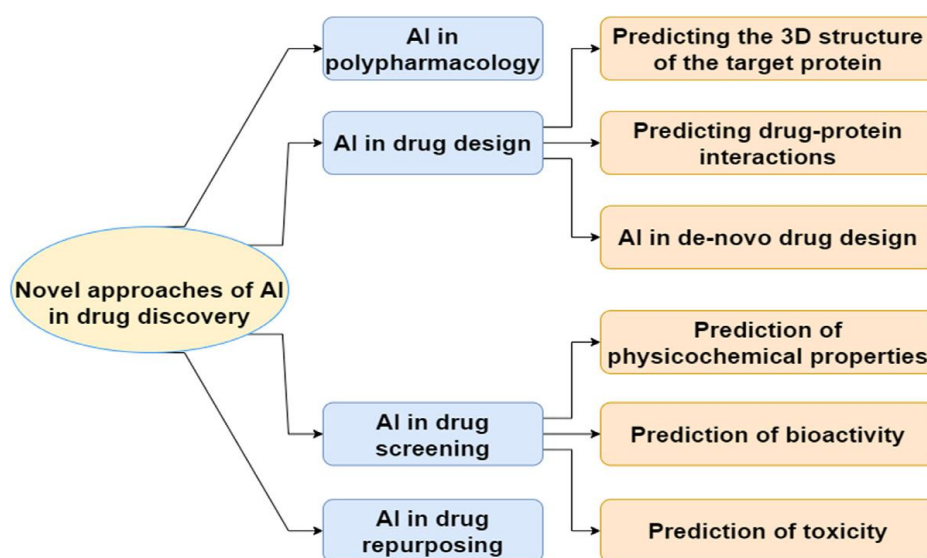 AI in
polypharmacology
Predicting the 3D structure
of the target protein
AI in drug design
Predicting drug-protein
interactions
AI in de-novo drug design
Novel approaches of AI
in drug discovery
Prediction of
physicochemical properties
AI in drug
screening
Prediction of bioactivity
AI in drug
repurposing
Prediction of toxicity